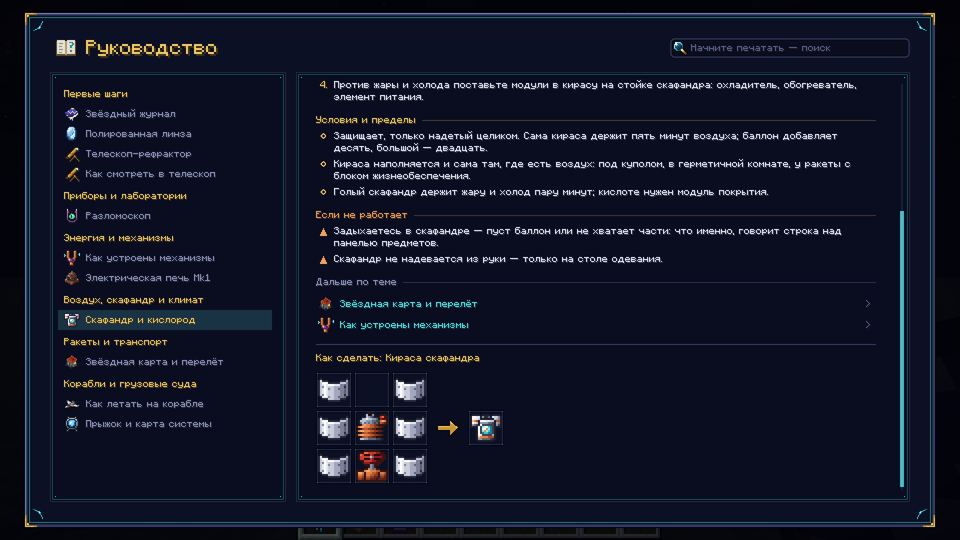 Руководство
Начните печатать — поиск
Первые шаги
Звёздный журнал
Полированная линза
Телескоп-рефрактор
Как смотреть в телескоп
Приборы и лаборатории
Разломоскоп
Энергия и механизмы
Как устроены механизмы
Электрическая печь Mk1
Воздух, скафандр и климат
Скафандр и кислород
Ракеты и транспорт
Звёздная карта и перелёт
Корабли и грузовые суда
Как летать на корабле
Прыжок и карта системы
4. Против жары и холода поставьте модули в кирасу на стойке скафандра: охладитель, обогреватель,
элемент питания.
Условия и пределы
Защищает, только надетый целиком. Сама кираса держит пять минут воздуха; баллон добавляет
десять, большой — двадцать.
Кираса наполняется и сама там, где есть воздух: под куполом, в герметичной комнате, у ракеты с
блоком жизнеобеспечения.
Голый скафандр держит жару и холод пару минут; кислоте нужен модуль покрытия.
Если не работает
Задыхаетесь в скафандре — пуст баллон или не хватает части: что именно, говорит строка над
панелью предметов.
Скафандр не надевается из руки — только на столе одевания.
Дальше по теме
Звёздная карта и перелёт
Как устроены механизмы
Как сделать: Кираса скафандра